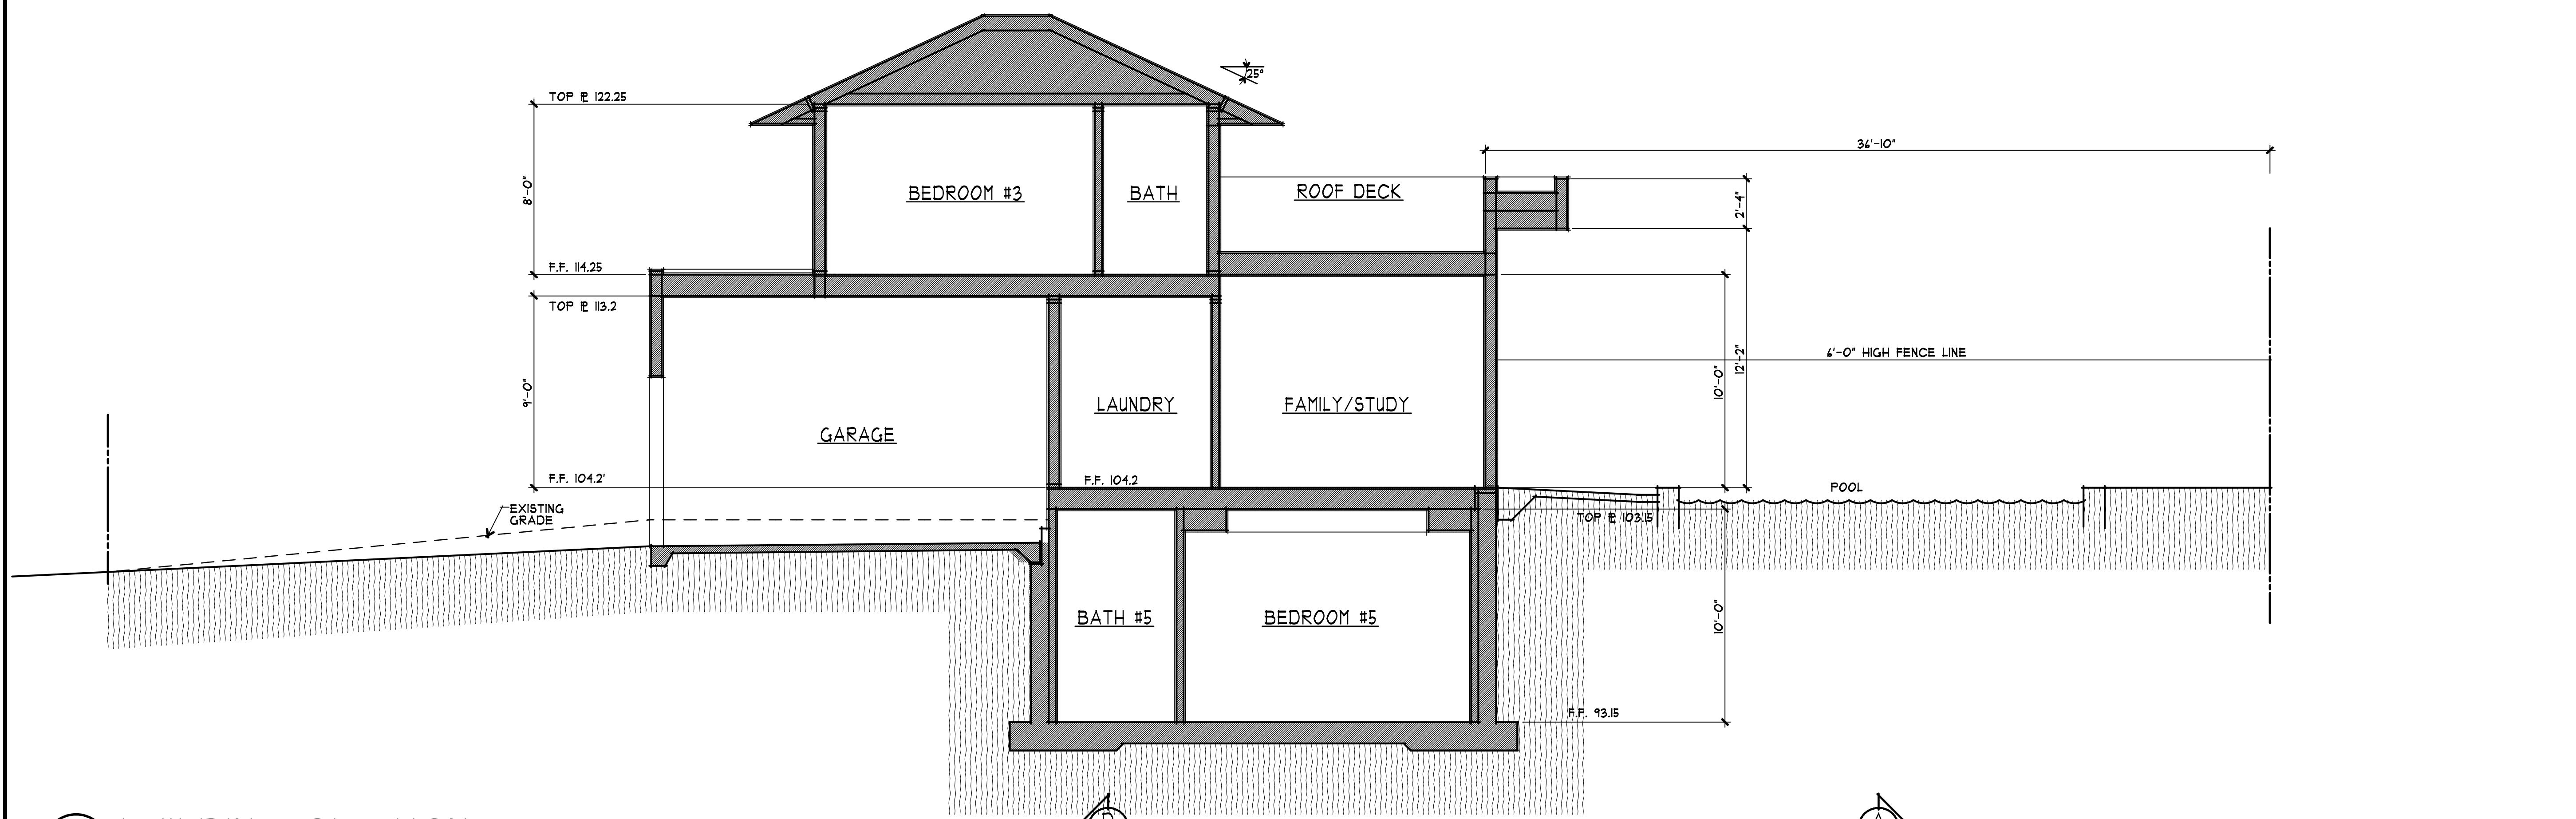 25°
TOP PL 122.25
36'-10"
8'-0"
BEDROOM #3
BATH
ROOF DECK
2'-4"
F.F. 114.25
TOP PL 113.2
6'-0" HIGH FENCE LINE
12'-2"
10'-0"
9'-0"
LAUNDRY
FAMILY/STUDY
GARAGE
F.F. 104.2'
F.F. 104.2
POOL
EXISTING
GRADE
TOP PL 103.15
BATH #5
BEDROOM #5
10'-0"
F.F. 93.15